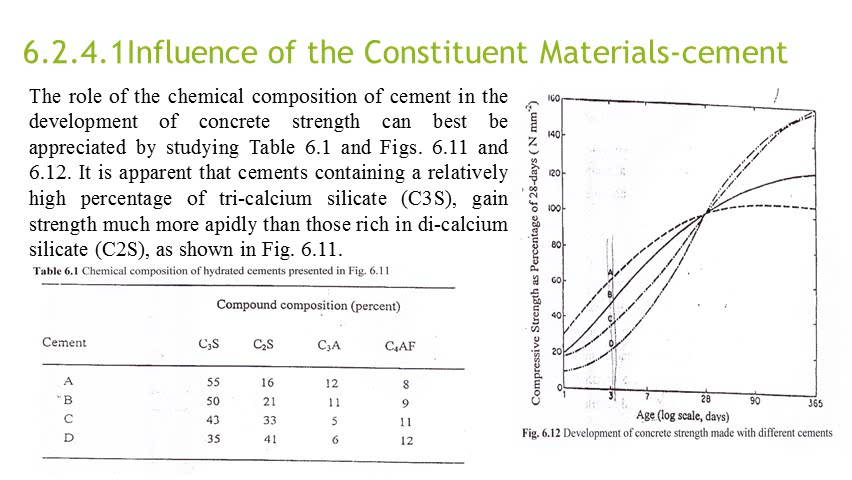 6.2.4.1Influence of the Constituent Materials-cement
The role of the chemical composition of cement in the
development of concrete strength can best be
appreciated by studying Table 6.1 and Figs. 6.11 and
6.12. It is apparent that cements containing a relatively
high percentage of tri-calcium silicate (C3S), gain
strength much more apidly than those rich in di-calcium
silicate (C2S), as shown in Fig. 6.11.
Table 6.1 Chemical composition of hydrated cements presented in Fig. 6.11
Compound composition (percent)
Cement C₃S C₂S C₃A C₄AF
A 55 16 12 8
B 50 21 11 9
C 43 33 5 11
D 35 41 6 12
Compressive Strength as Percentage of 28-days ( N mm⁻²)
160
140
120
100
80
60
40
20
0
A
B
C
D
1 3 7 28 90 365
Age (log scale, days)
Fig. 6.12 Development of concrete strength made with different cements